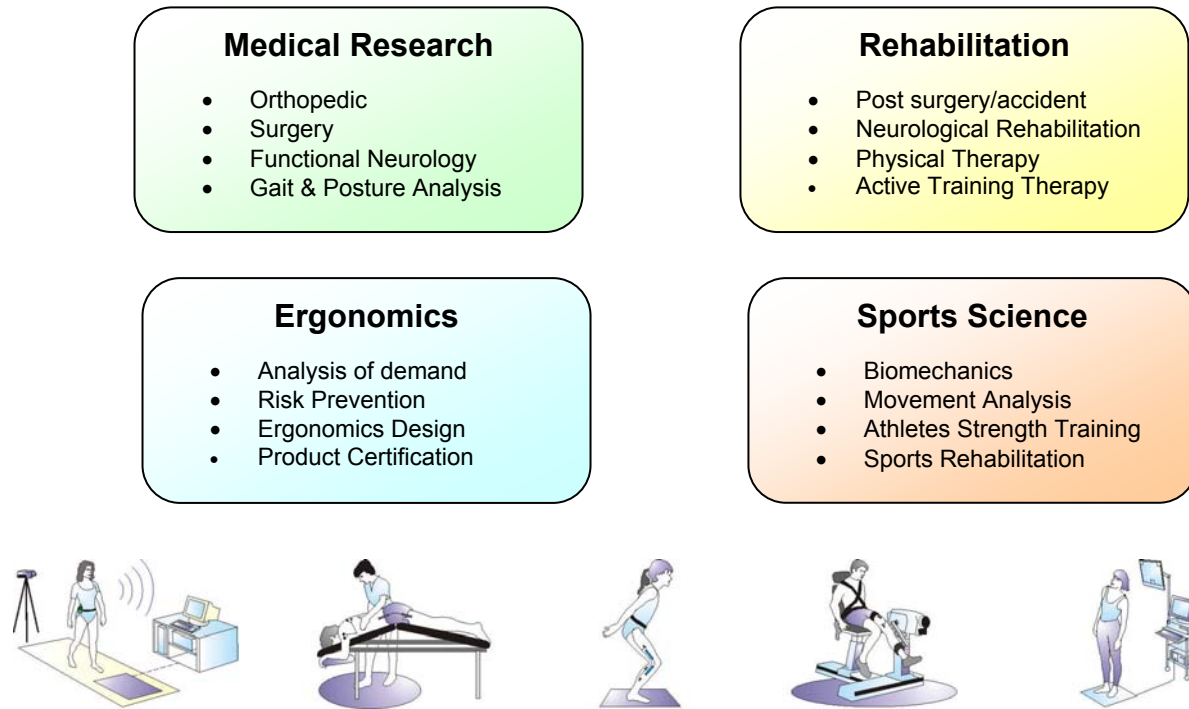 Medical Research
• Orthopedic
• Surgery
• Functional Neurology
• Gait & Posture Analysis
Rehabilitation
• Post surgery/accident
• Neurological Rehabilitation
• Physical Therapy
• Active Training Therapy
Ergonomics
• Analysis of demand
• Risk Prevention
• Ergonomics Design
• Product Certification
Sports Science
• Biomechanics
• Movement Analysis
• Athletes Strength Training
• Sports Rehabilitation